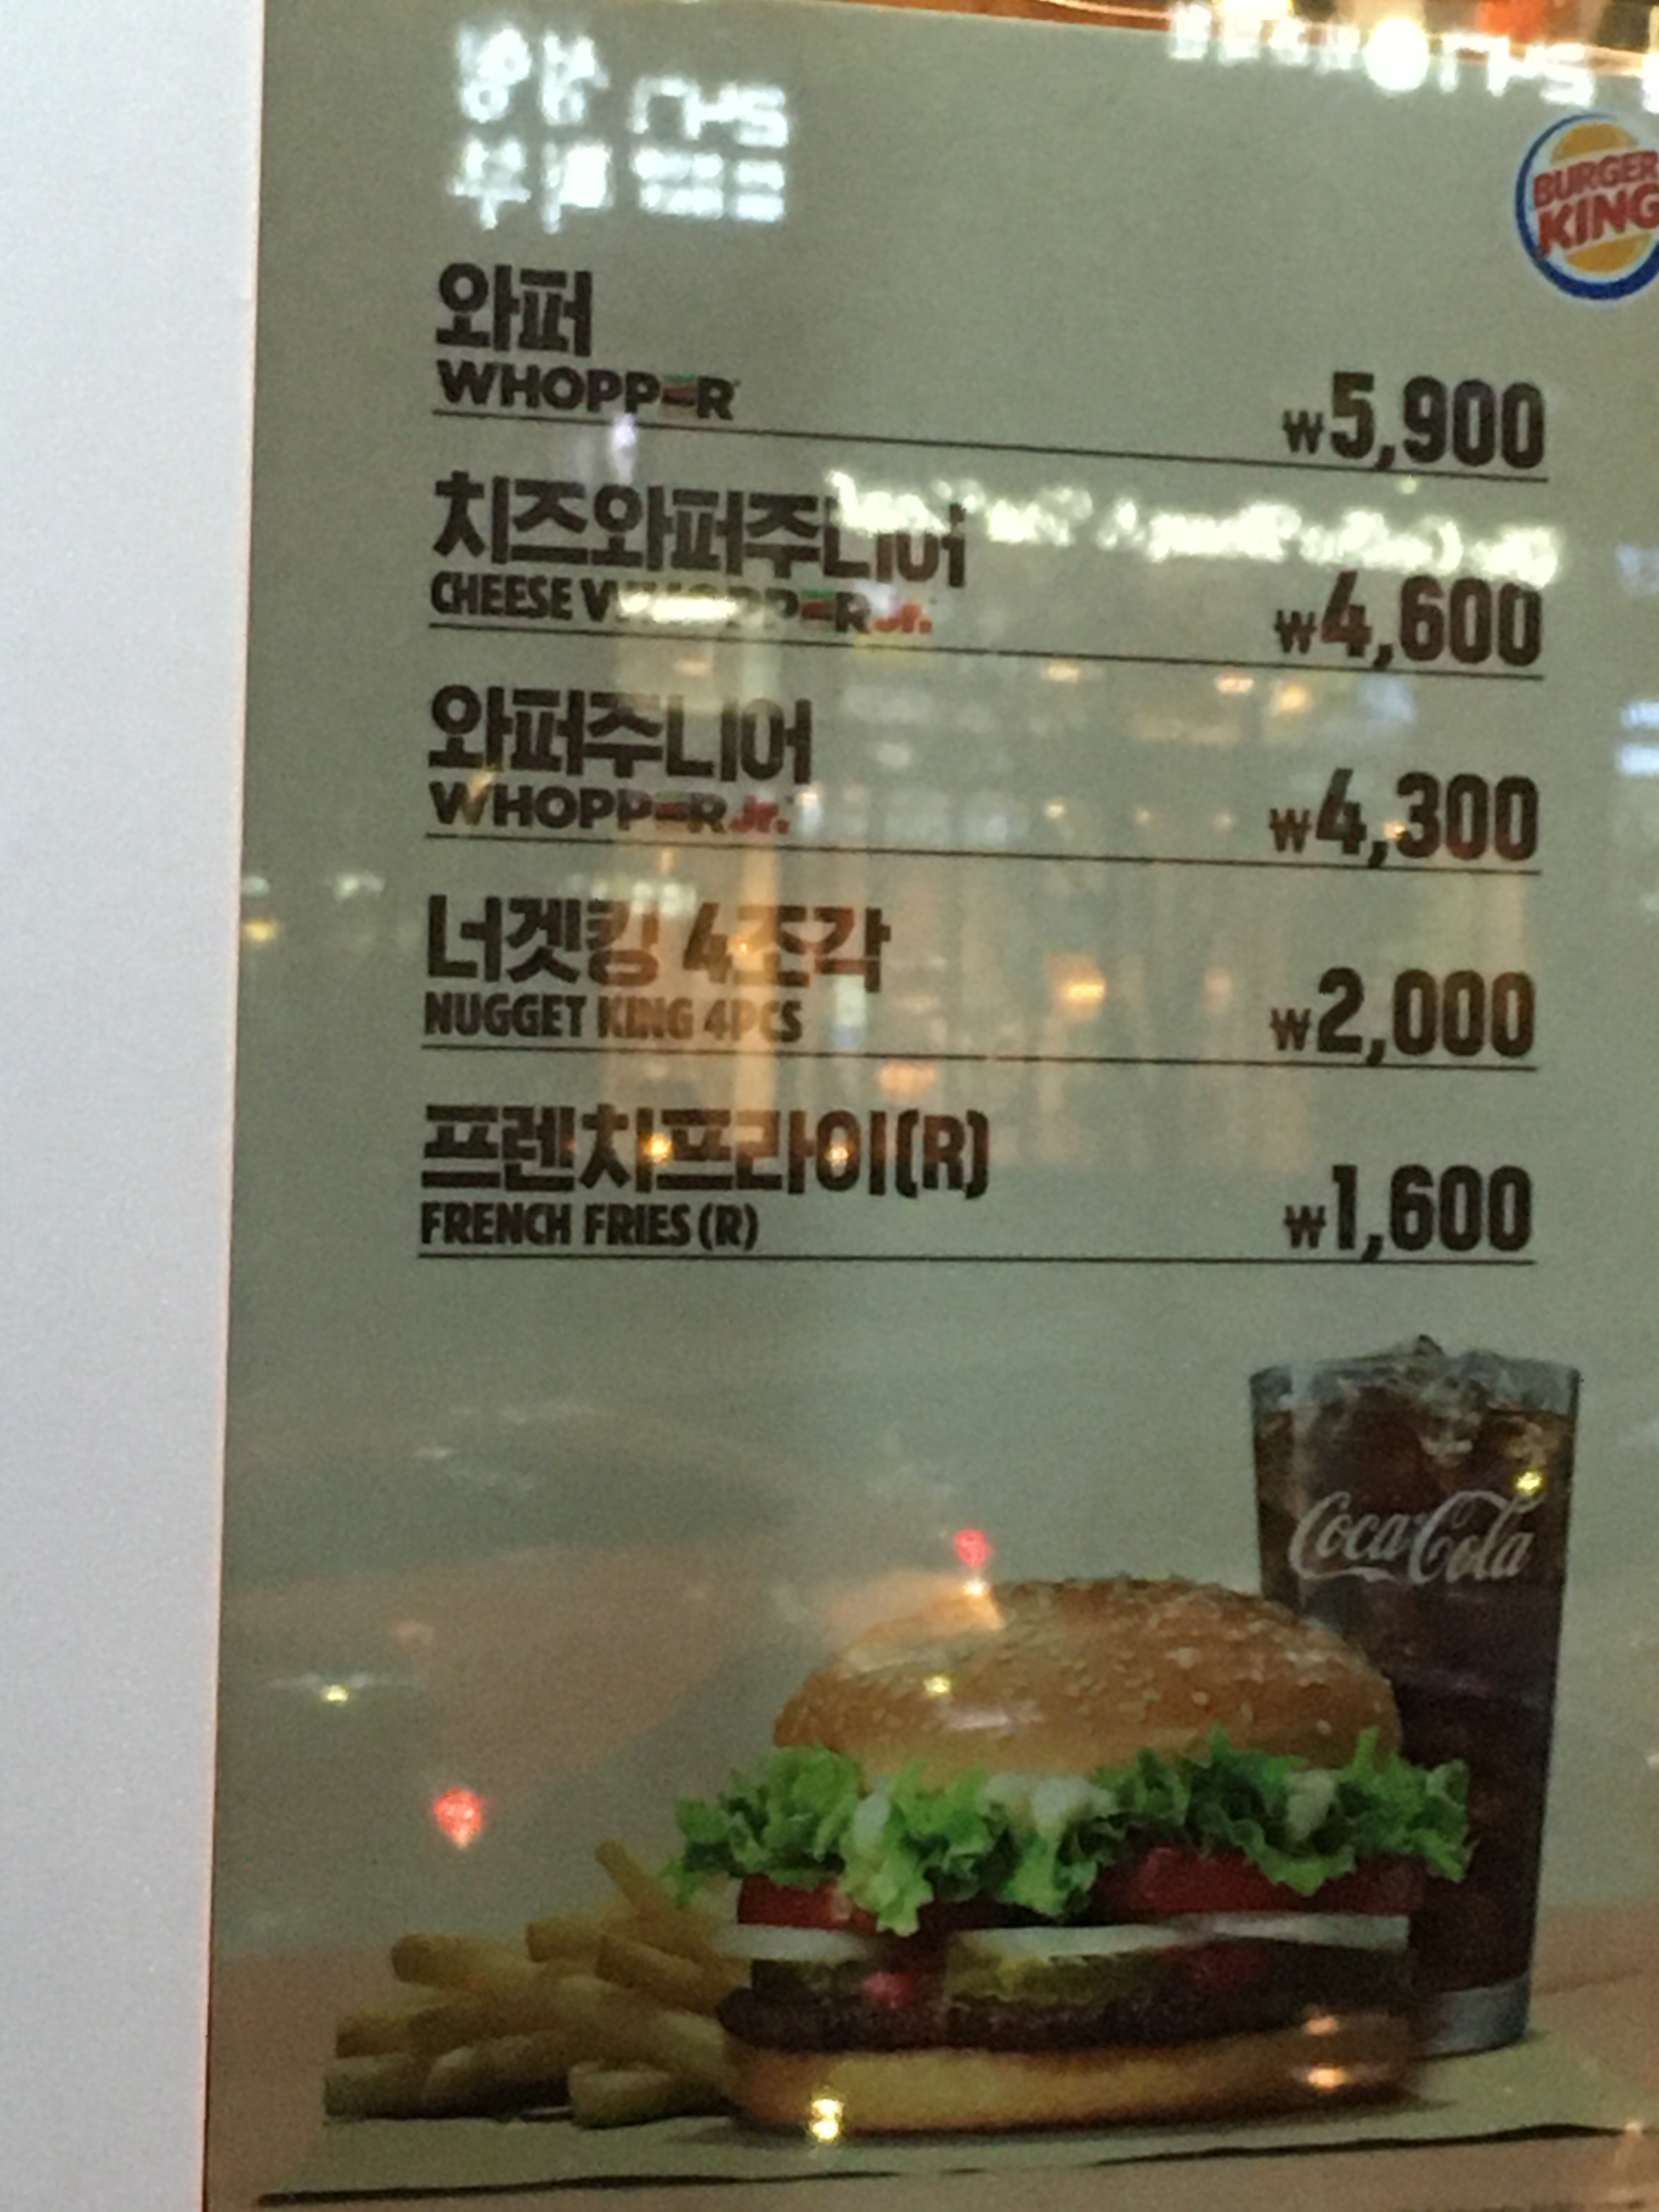 BURGER
KING
와퍼
WHOPPER
₩5,900
치즈와퍼주니어
CHEESE WHOPPER Jr.
₩4,600
와퍼주니어
WHOPPER Jr.
₩4,300
너겟킹 4조각
NUGGET KING 4PCS
₩2,000
프렌치프라이(R)
FRENCH FRIES (R)
₩1,600
Coca-Cola